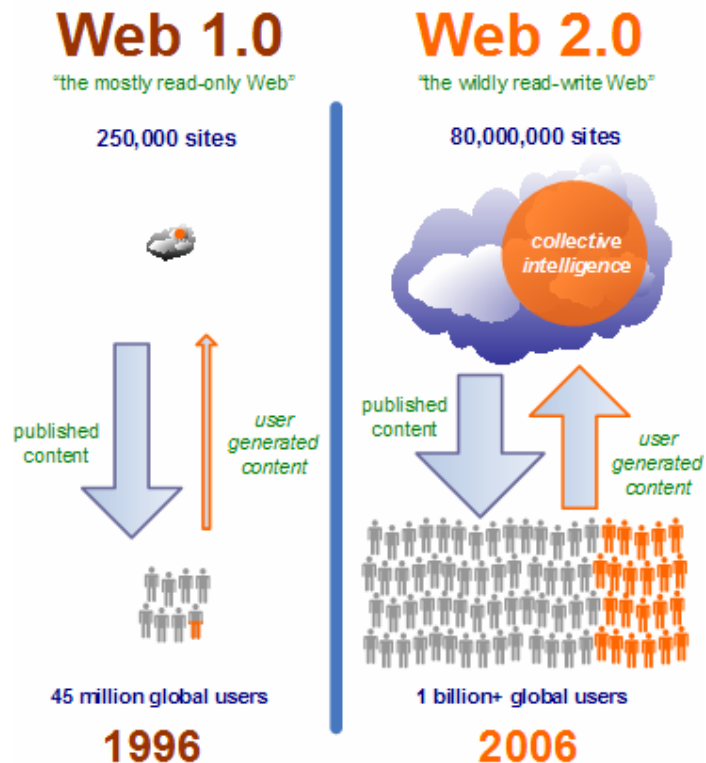 Web 1.0
"the mostly read-only Web"
250,000 sites
published
content
user
generated
content
45 million global users
1996
Web 2.0
"the wildly read-write Web"
80,000,000 sites
collective
intelligence
published
content
user
generated
content
1 billion+ global users
2006